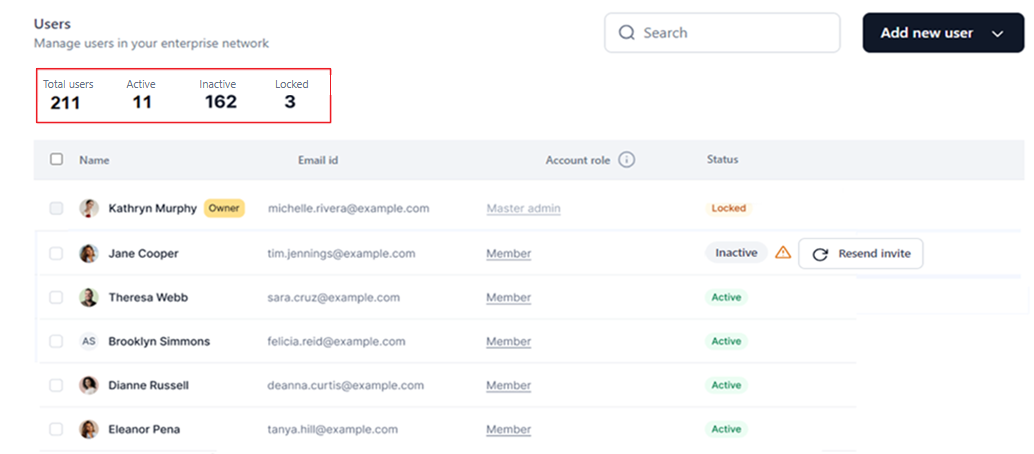 Users
Manage users in your enterprise network
Search
Add new user
Total users Active Inactive Locked
211 11 162 3
Name Email id Account role Status
Kathryn Murphy Owner michelle.rivera@example.com Master admin Locked
Jane Cooper tim.jennings@example.com Member Inactive Resend invite
Theresa Webb sara.cruz@example.com Member Active
AS Brooklyn Simmons felicia.reid@example.com Member Active
Dianne Russell deanna.curtis@example.com Member Active
Eleanor Pena tanya.hill@example.com Member Active